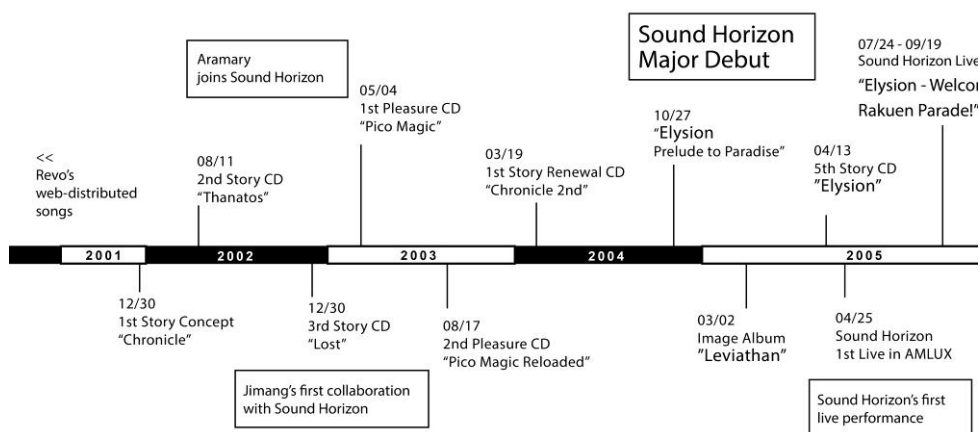 Aramary
joins Sound Horizon
Sound Horizon
Major Debut
07/24 - 09/19
Sound Horizon Live
“Elysion - Welcom
Rakuen Parade!”
05/04
1st Pleasure CD
“Pico Magic”
10/27
“Elysion
Prelude to Paradise”
<<
Revo’s
web-distributed
songs
08/11
2nd Story CD
“Thanatos”
03/19
1st Story Renewal CD
“Chronicle 2nd”
04/13
5th Story CD
”Elysion”
2001
2002
2003
2004
2005
12/30
1st Story Concept
“Chronicle”
12/30
3rd Story CD
“Lost”
08/17
2nd Pleasure CD
“Pico Magic Reloaded”
03/02
Image Album
”Leviathan”
04/25
Sound Horizon
1st Live in AMLUX
Jimang’s first collaboration
with Sound Horizon
Sound Horizon’s first
live performance